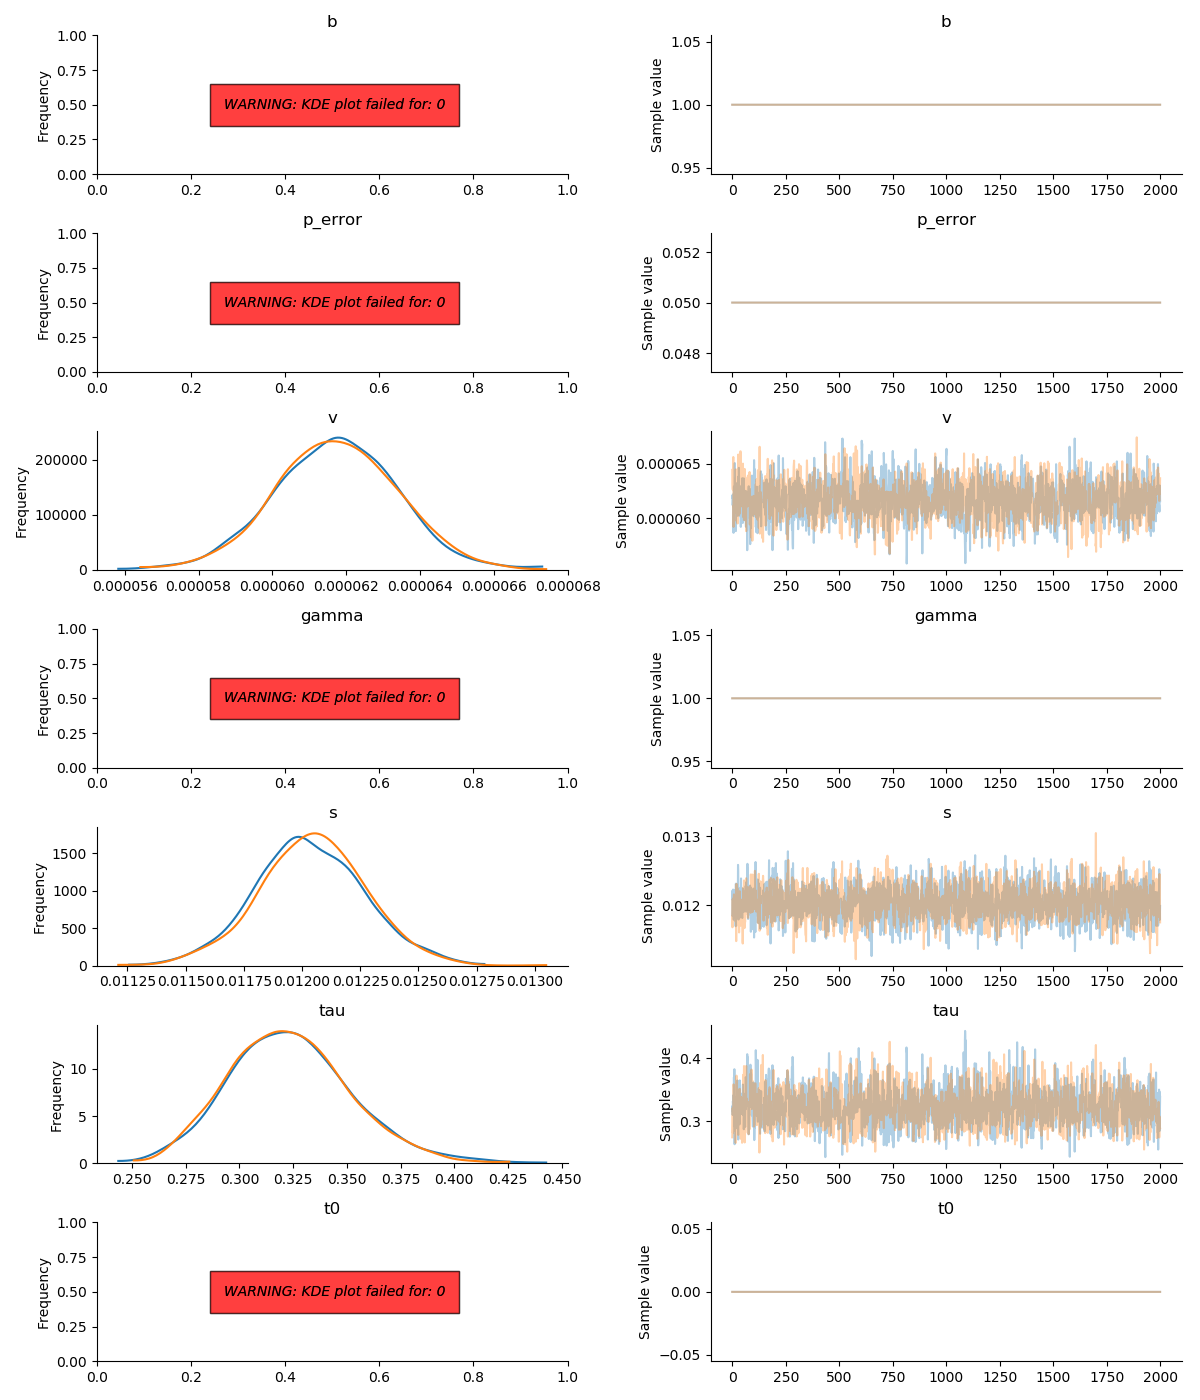 b
1.00
0.75
0.50
0.25
0.00
Frequency
WARNING: KDE plot failed for: 0
0.0 0.2 0.4 0.6 0.8 1.0
b
1.05
1.00
0.95
Sample value
0 250 500 750 1000 1250 1500 1750 2000
p_error
1.00
0.75
0.50
0.25
0.00
Frequency
WARNING: KDE plot failed for: 0
0.0 0.2 0.4 0.6 0.8 1.0
p_error
0.052
0.050
0.048
Sample value
0 250 500 750 1000 1250 1500 1750 2000
v
200000
100000
0
Frequency
0.000056 0.000058 0.000060 0.000062 0.000064 0.000066 0.000068
v
0.000065
0.000060
Sample value
0 250 500 750 1000 1250 1500 1750 2000
gamma
1.00
0.75
0.50
0.25
0.00
Frequency
WARNING: KDE plot failed for: 0
0.0 0.2 0.4 0.6 0.8 1.0
gamma
1.05
1.00
0.95
Sample value
0 250 500 750 1000 1250 1500 1750 2000
s
1500
1000
500
0
Frequency
0.01125 0.01150 0.01175 0.01200 0.01225 0.01250 0.01275 0.01300
s
0.013
0.012
Sample value
0 250 500 750 1000 1250 1500 1750 2000
tau
10
5
0
Frequency
0.250 0.275 0.300 0.325 0.350 0.375 0.400 0.425 0.450
tau
0.4
0.3
Sample value
0 250 500 750 1000 1250 1500 1750 2000
t0
1.00
0.75
0.50
0.25
0.00
Frequency
WARNING: KDE plot failed for: 0
0.0 0.2 0.4 0.6 0.8 1.0
t0
0.05
0.00
−0.05
Sample value
0 250 500 750 1000 1250 1500 1750 2000